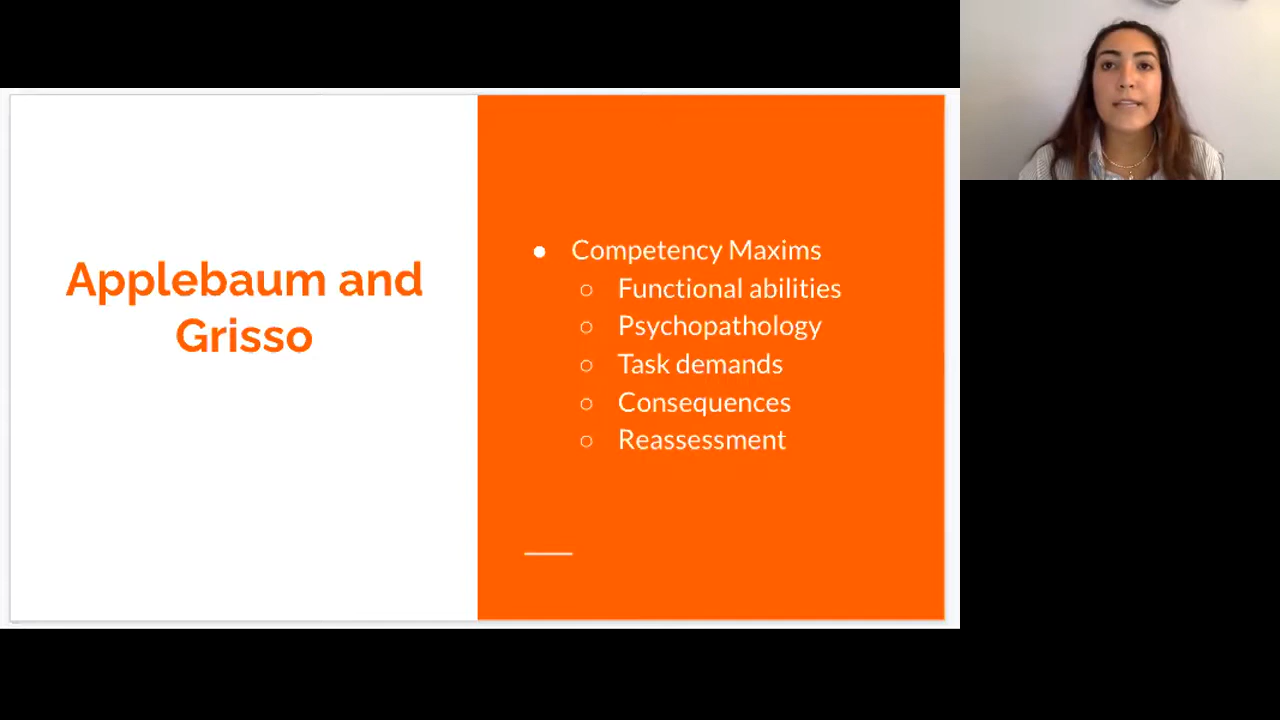 Applebaum and
Grisso
● Competency Maxims
○ Functional abilities
○ Psychopathology
○ Task demands
○ Consequences
○ Reassessment